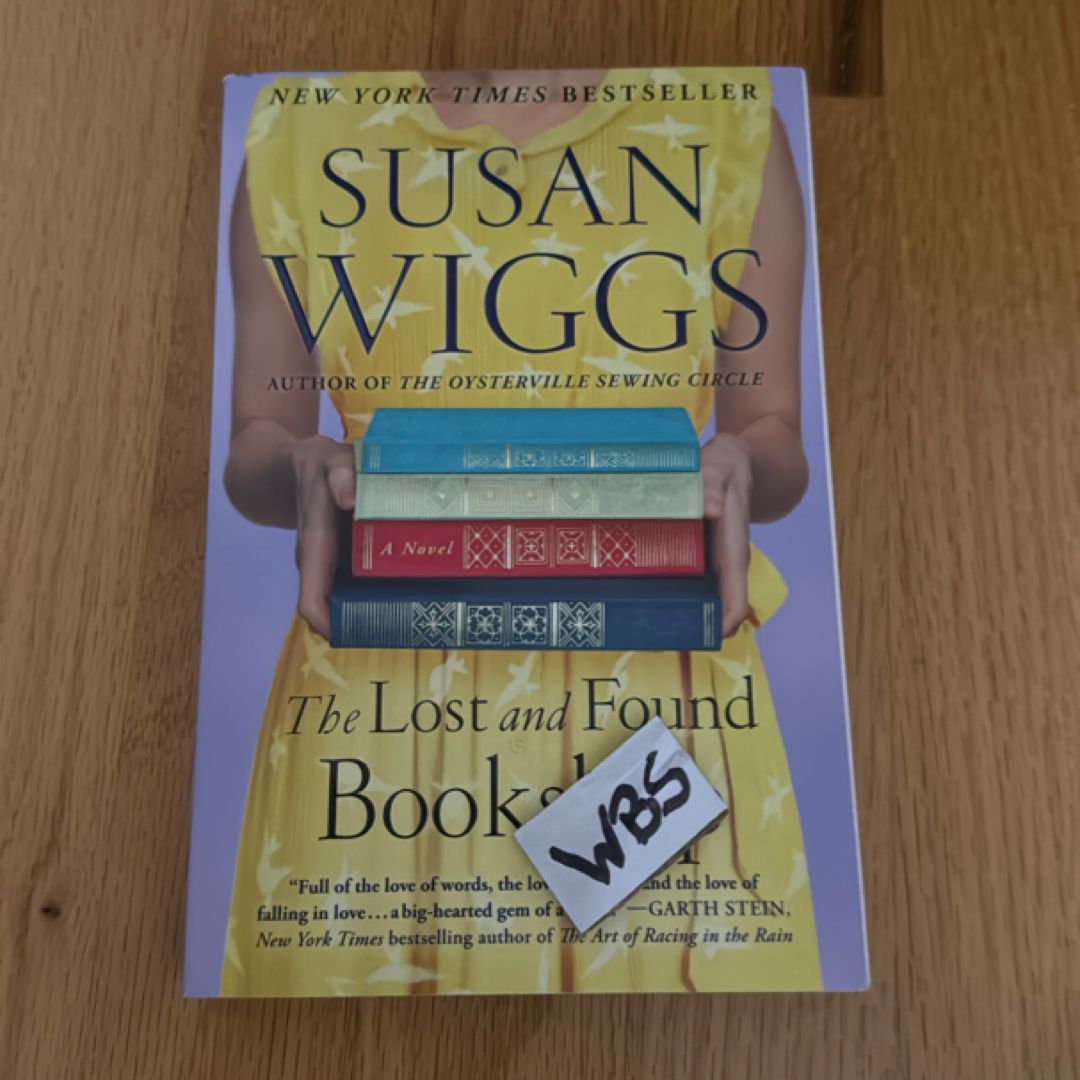 NEW YORK TIMES BESTSELLER
SUSAN
WIGGS
AUTHOR OF THE OYSTERVILLE SEWING CIRCLE
A Novel
The Lost and Found
Books
WBS
“Full of the love of words, the and the love of
falling in love…a big-hearted gem of a —GARTH STEIN,
New York Times bestselling author of The Art of Racing in the Rain